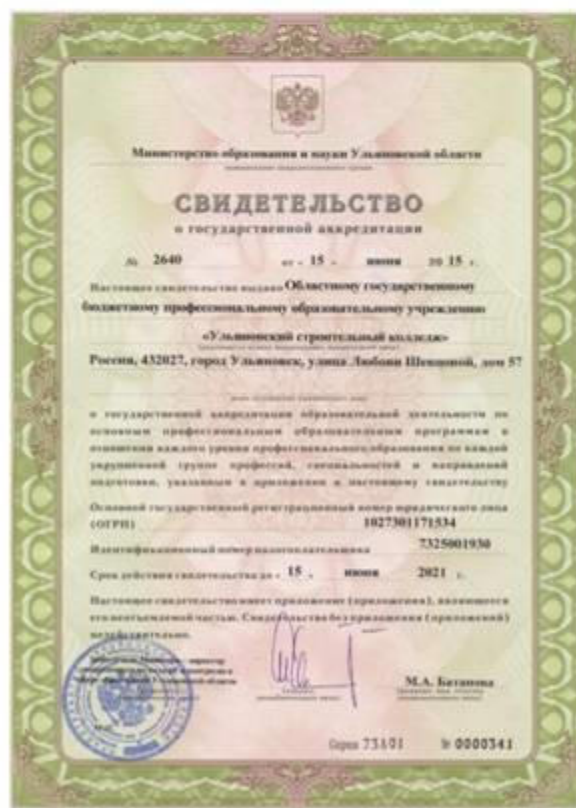 Министерство образования и науки Ульяновской области
СВИДЕТЕЛЬСТВО
о государственной аккредитации
№ 2640 от « 15 » июня 20 15 г.
Настоящее свидетельство выдано Областному государственному
бюджетному профессиональному образовательному учреждению
«Ульяновский строительный колледж»
Россия, 432027, город Ульяновск, улица Любови Шевцовой, дом 57
о государственной аккредитации образовательной деятельности по
основным профессиональным образовательным программам в
отношении каждого уровня профессионального образования по каждой
укрупненной группе профессий, специальностей и направлений
подготовки, указанным в приложении к настоящему свидетельству
Основной государственный регистрационный номер юридического лица
(ОГРН) 1027301171534
Идентификационный номер налогоплательщика 7325001930
Срок действия свидетельства до « 15 » июня 2021 г.
Настоящее свидетельство имеет приложение (приложения), являющееся
его неотъемлемой частью. Свидетельство без приложения (приложений)
недействительно.
М.А. Батанова
Серия 73А01 № 0000341